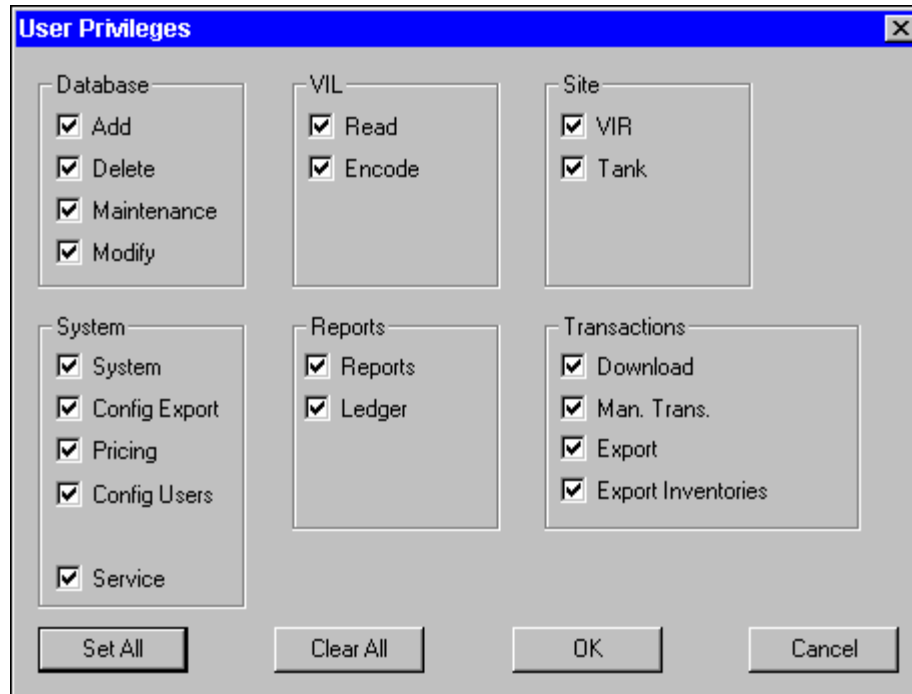 User Privileges
Database
Add
Delete
Maintenance
Modify
VIL
Read
Encode
Site
VIR
Tank
System
System
Config Export
Pricing
Config Users
Service
Reports
Reports
Ledger
Transactions
Download
Man. Trans.
Export
Export Inventories
Set All
Clear All
OK
Cancel